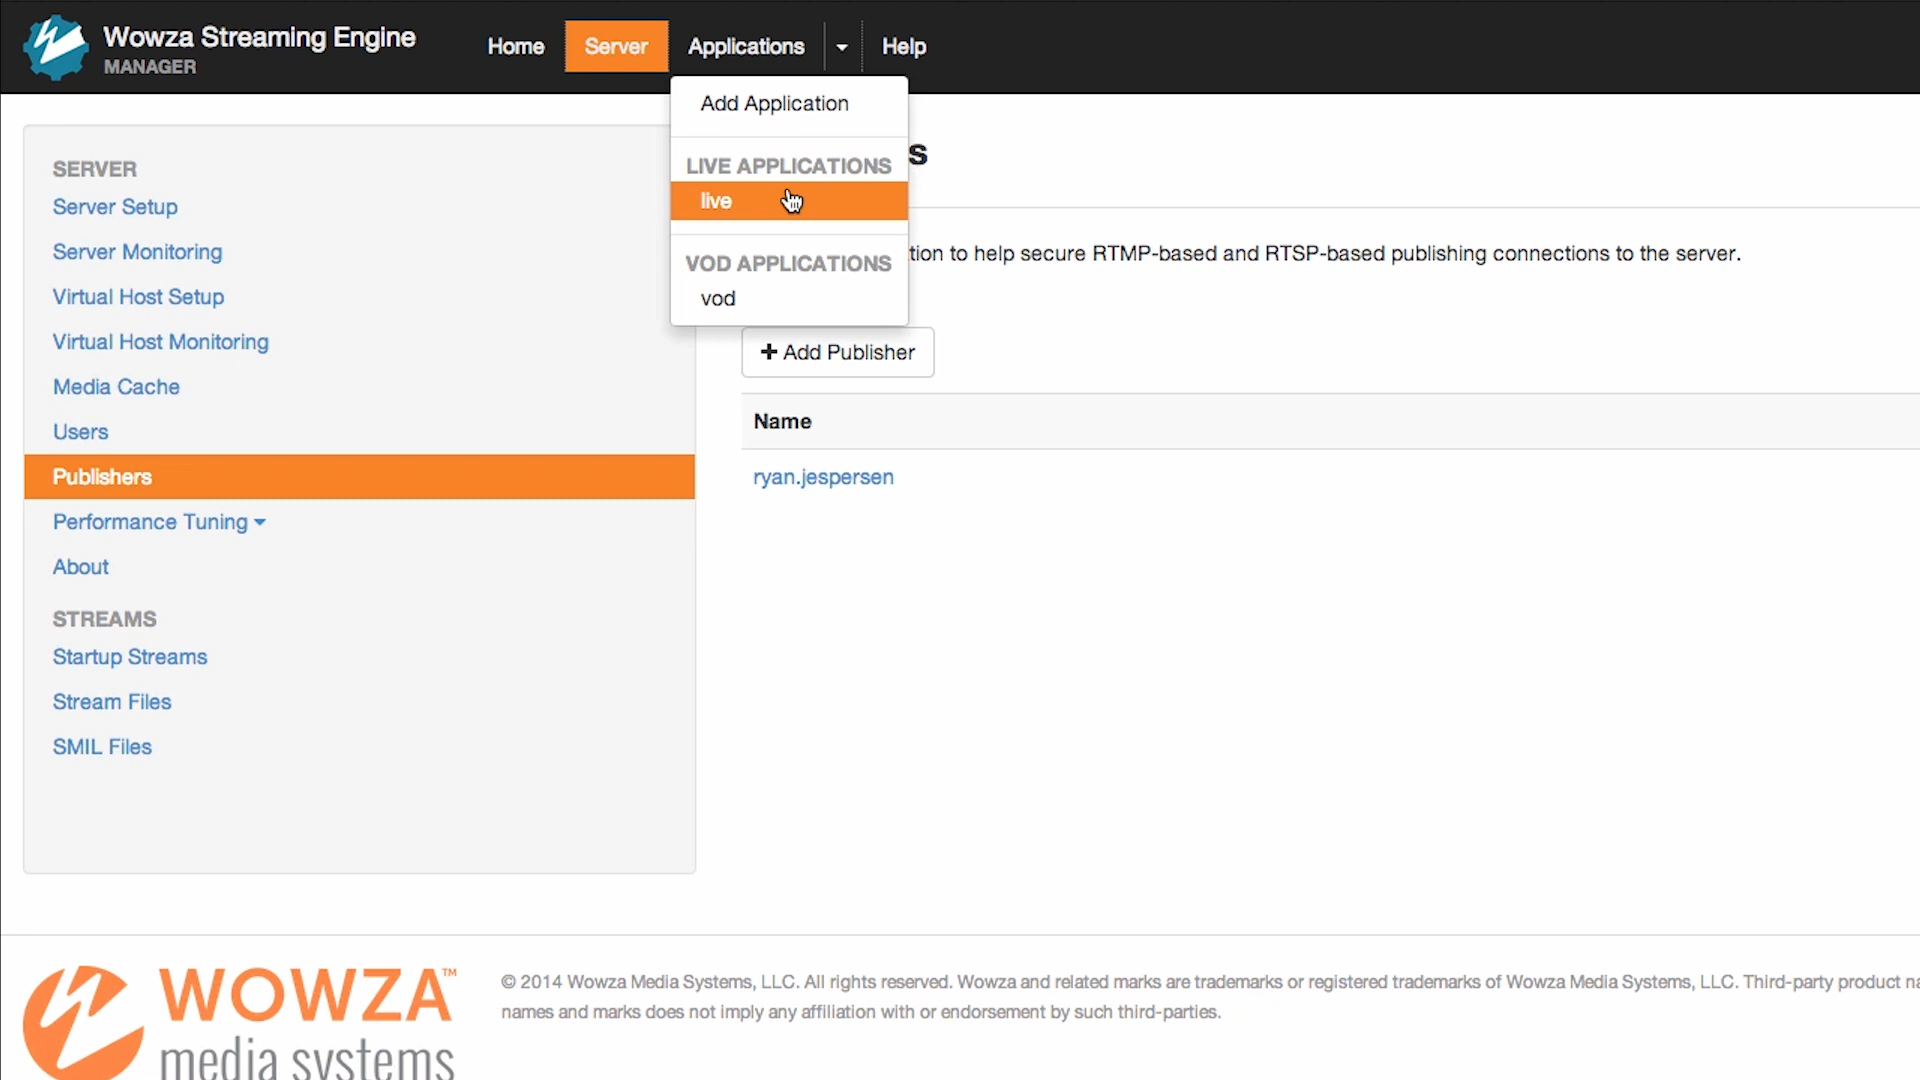 Wowza Streaming Engine
MANAGER
Home
Server
Applications
Help
Add Application
LIVE APPLICATIONS
live
VOD APPLICATIONS
vod
s
tion to help secure RTMP-based and RTSP-based publishing connections to the server.
+ Add Publisher
Name
ryan.jespersen
SERVER
Server Setup
Server Monitoring
Virtual Host Setup
Virtual Host Monitoring
Media Cache
Users
Publishers
Performance Tuning
About
STREAMS
Startup Streams
Stream Files
SMIL Files
WOWZA™
media systems
© 2014 Wowza Media Systems, LLC. All rights reserved. Wowza and related marks are trademarks or registered trademarks of Wowza Media Systems, LLC. Third-party product na
names and marks does not imply any affiliation with or endorsement by such third-parties.